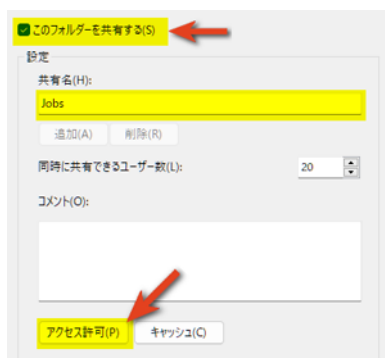 このフォルダーを共有する(S)
設定
共有名(H):
Jobs
追加(A) 削除(R)
同時に共有できるユーザー数(L): 20
コメント(O):
アクセス許可(P) キャッシュ(C)